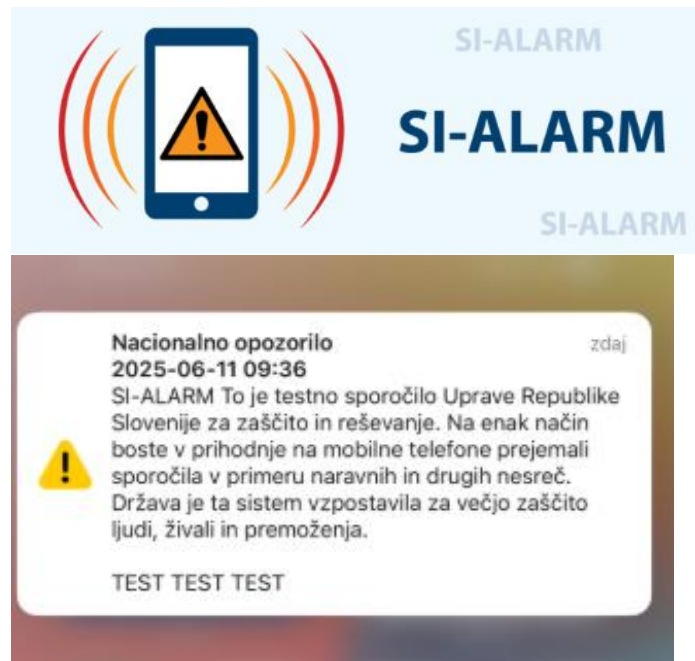 SI-ALARM
SI-ALARM
SI-ALARM
Nacionalno opozorilo zdaj
2025-06-11 09:36
SI-ALARM To je testno sporočilo Uprave Republike
Slovenije za zaščito in reševanje. Na enak način
boste v prihodnje na mobilne telefone prejemali
sporočila v primeru naravnih in drugih nesreč.
Država je ta sistem vzpostavila za večjo zaščito
ljudi, živali in premoženja.
TEST TEST TEST